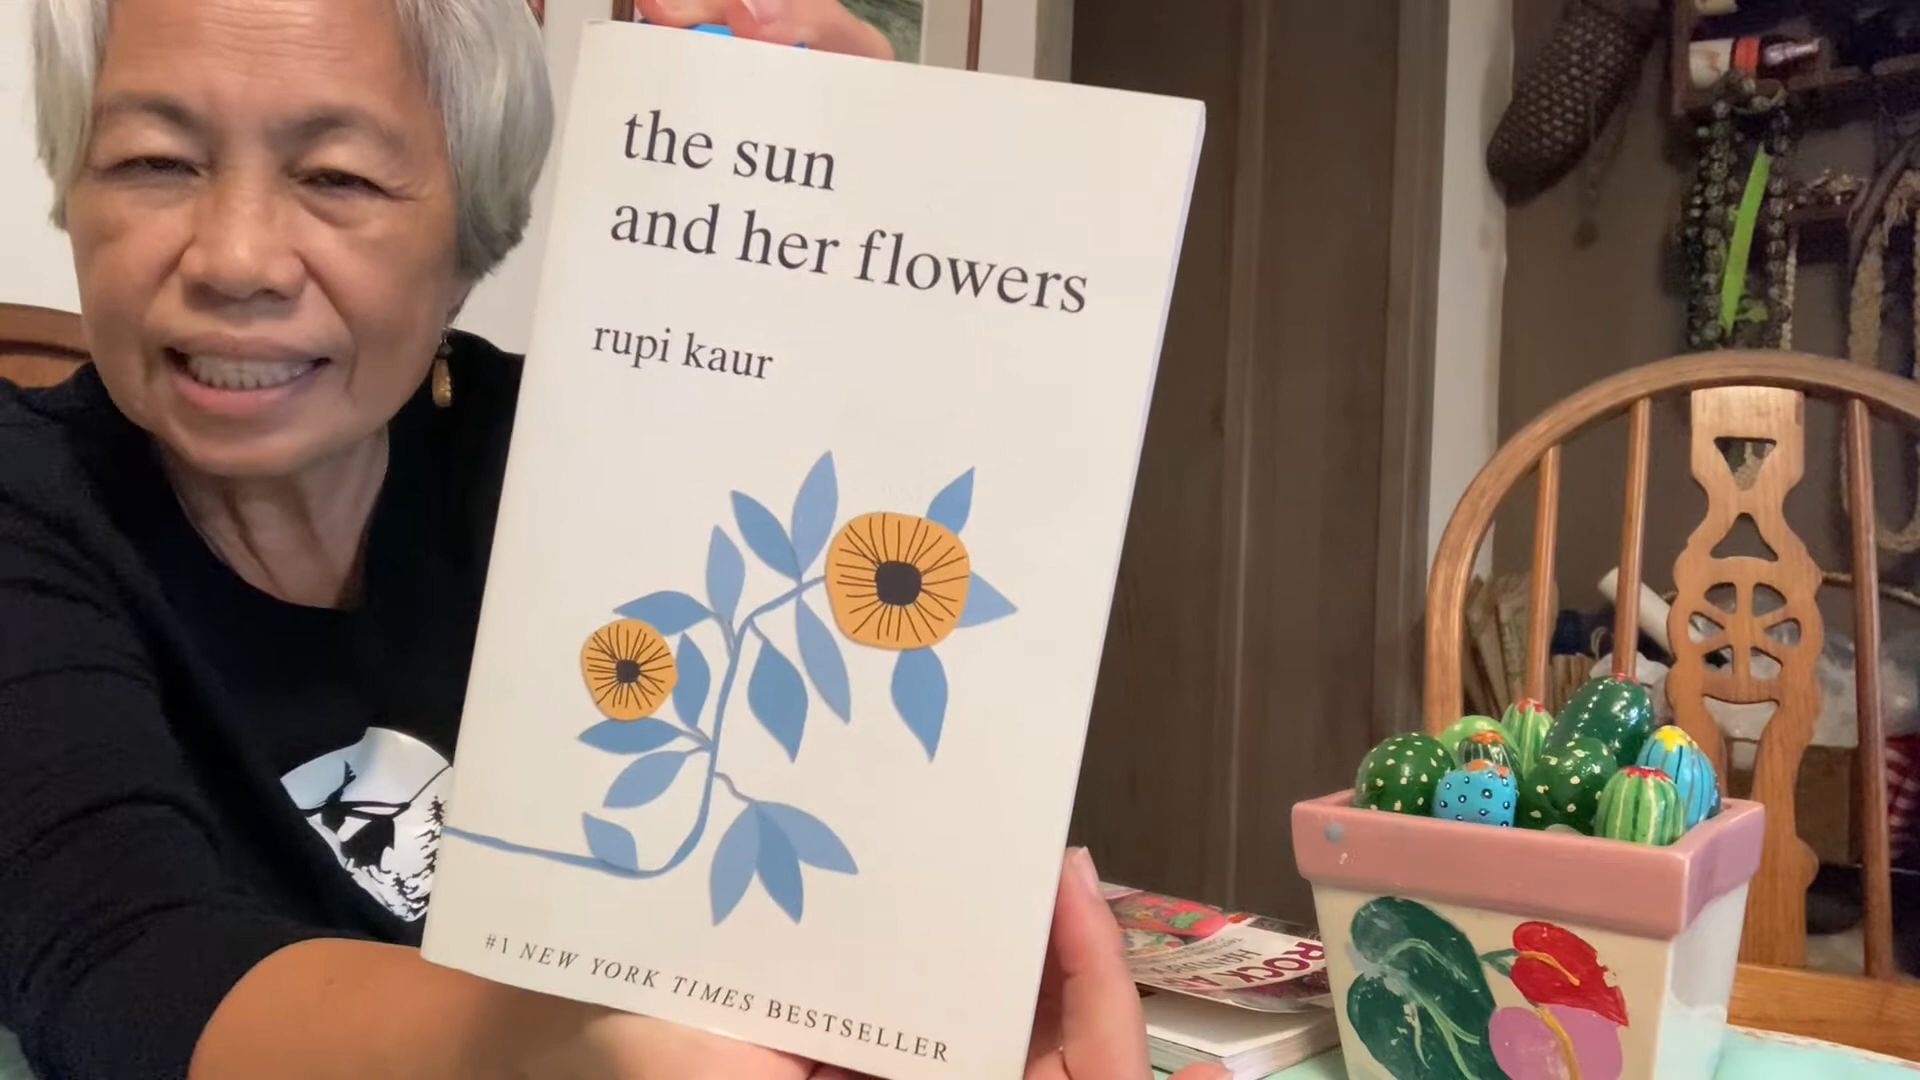 the sun
and her flowers
rupi kaur
#1 NEW YORK TIMES BESTSELLER
ROCK